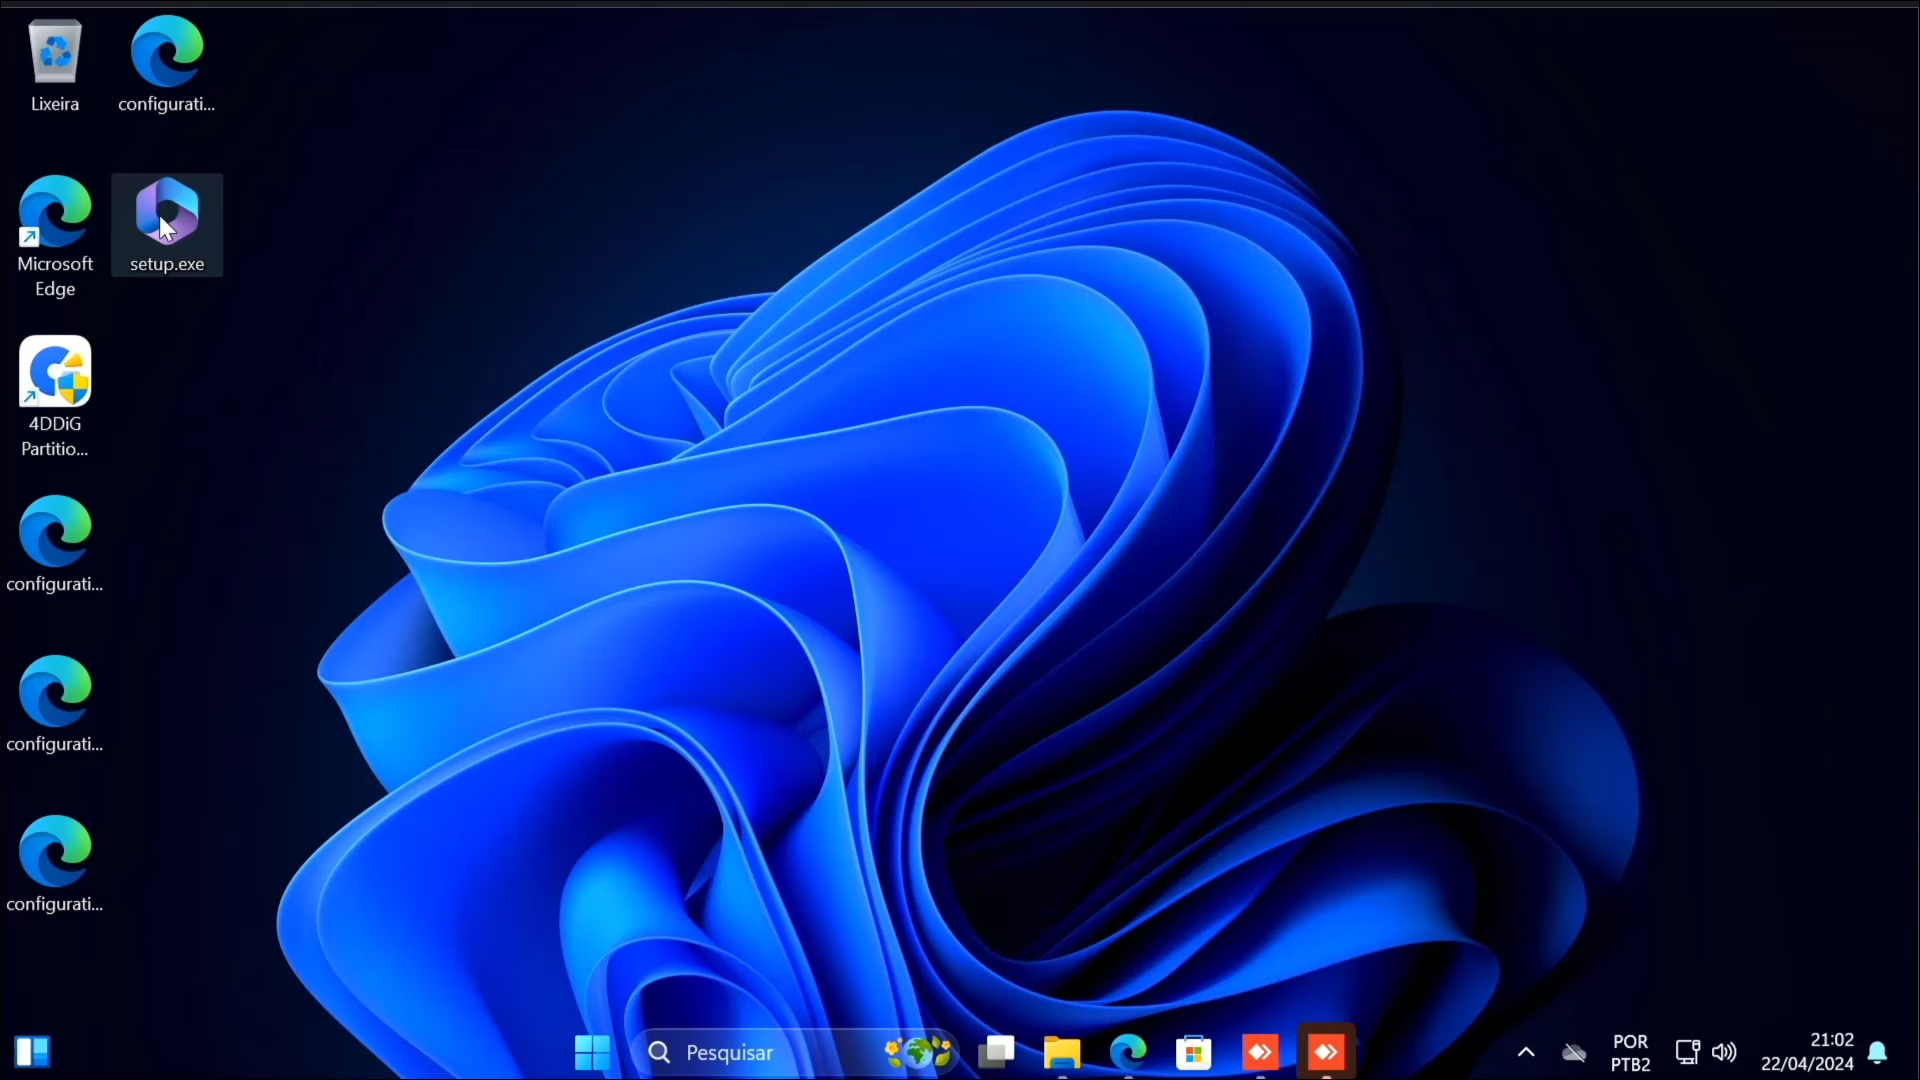 Lixeira
configurati...
Microsoft
Edge
setup.exe
4DDiG
Partitio...
configurati...
configurati...
configurati...
Pesquisar
POR
PTB2
21:02
22/04/2024